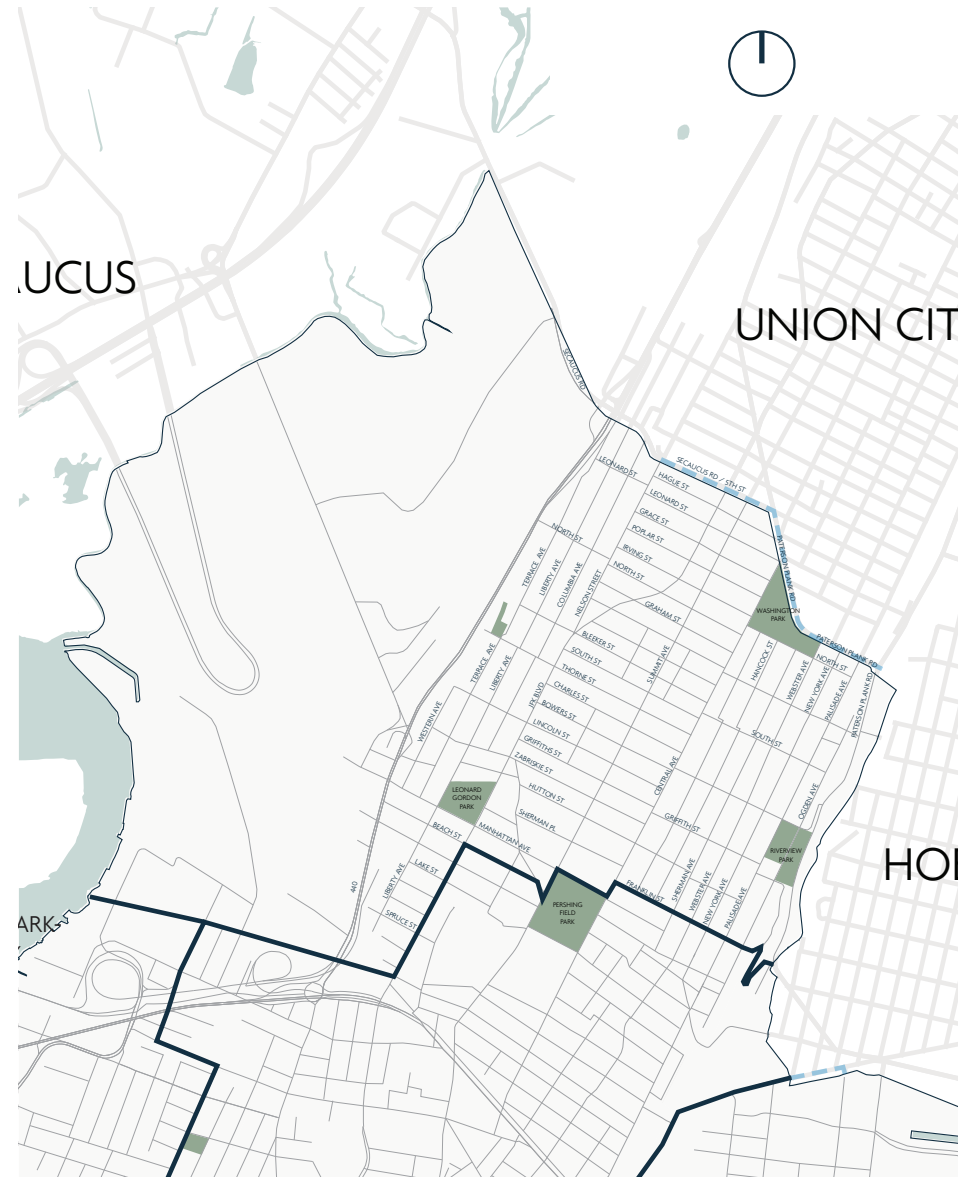 AUCUS
UNION CIT
SECAUCUS RD
SECAUCUS RD / 5TH ST
LEONARD ST
HAGUE ST
LEONARD ST
GRACE ST
POPLAR ST
NORTH ST
IRVING ST
NORTH ST
PATERSON PLANK RD
TERRACE AVE
LIBERTY AVE
COLUMBIA AVE
NELSON STREET
GRAHAM ST
WASHINGTON
PARK
BLEEKER ST
PATERSON PLANK RD
SOUTH ST
NORTH ST
SUMMIT AVE
HANCOCK ST
WEBSTER AVE
NEW YORK AVE
PALISADE AVE
PATERSON PLANK RD
TERRACE AVE
LIBERTY AVE
THORNE ST
JFK BLVD
CHARLES ST
BOWERS ST
WESTERN AVE
LINCOLN ST
SOUTH ST
GRIFFITHS ST
ZABRISKIE ST
CENTRAL AVE
LEONARD
GORDON
PARK
HUTTON ST
OGDEN AVE
SHERMAN PL
GRIFFITH ST
BEACH ST
MANHATTAN AVE
RIVERVIEW
PARK
HOB
LAKE ST
LIBERTY AVE
440
SHERMAN AVE
WEBSTER AVE
NEW YORK AVE
PALISADE AVE
FRANKLIN ST
PERSHING
FIELD
PARK
SPRUCE ST
ARK